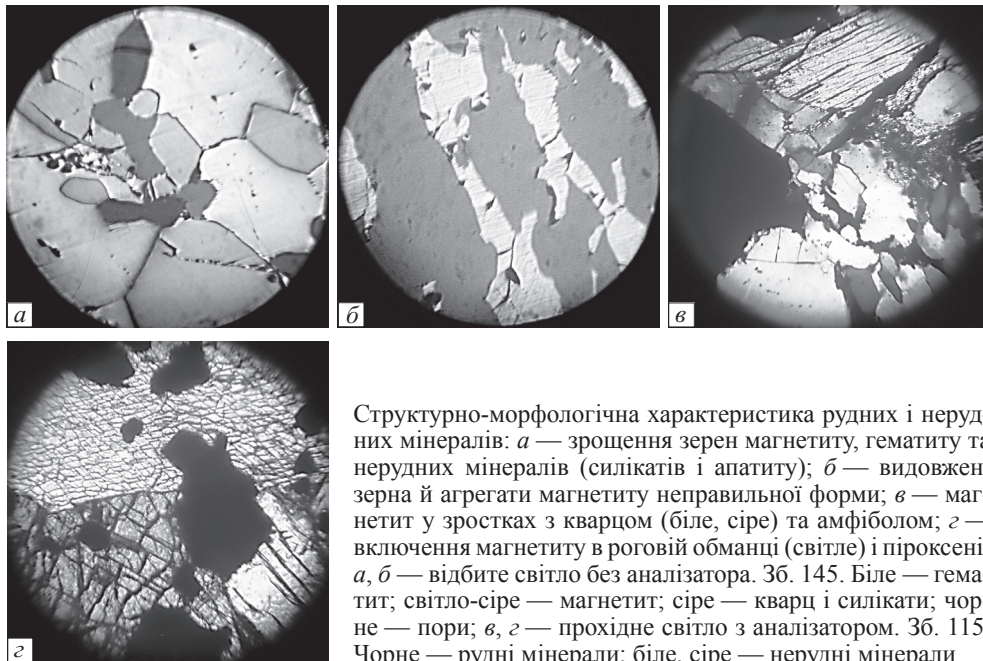 а
б
в
г
Структурно-морфологічна характеристика рудних і неруд-
них мінералів: а — зрощення зерен магнетиту, гематиту та
нерудних мінералів (силікатів і апатиту); б — видовжен
зерна й агрегати магнетиту неправильної форми; в — маг-
нетит у зростках з кварцом (біле, сіре) та амфіболом; г —
включення магнетиту в роговій обманці (світле) і піроксені
а, б — відбите світло без аналізатора. Зб. 145. Біле — гема-
тит; світло-сіре — магнетит; сіре — кварц і силікати; чор-
не — пори; в, г — прохідне світло з аналізатором. Зб. 115
Чорне — рудні мінерали; біле, сіре — нерудні мінерали